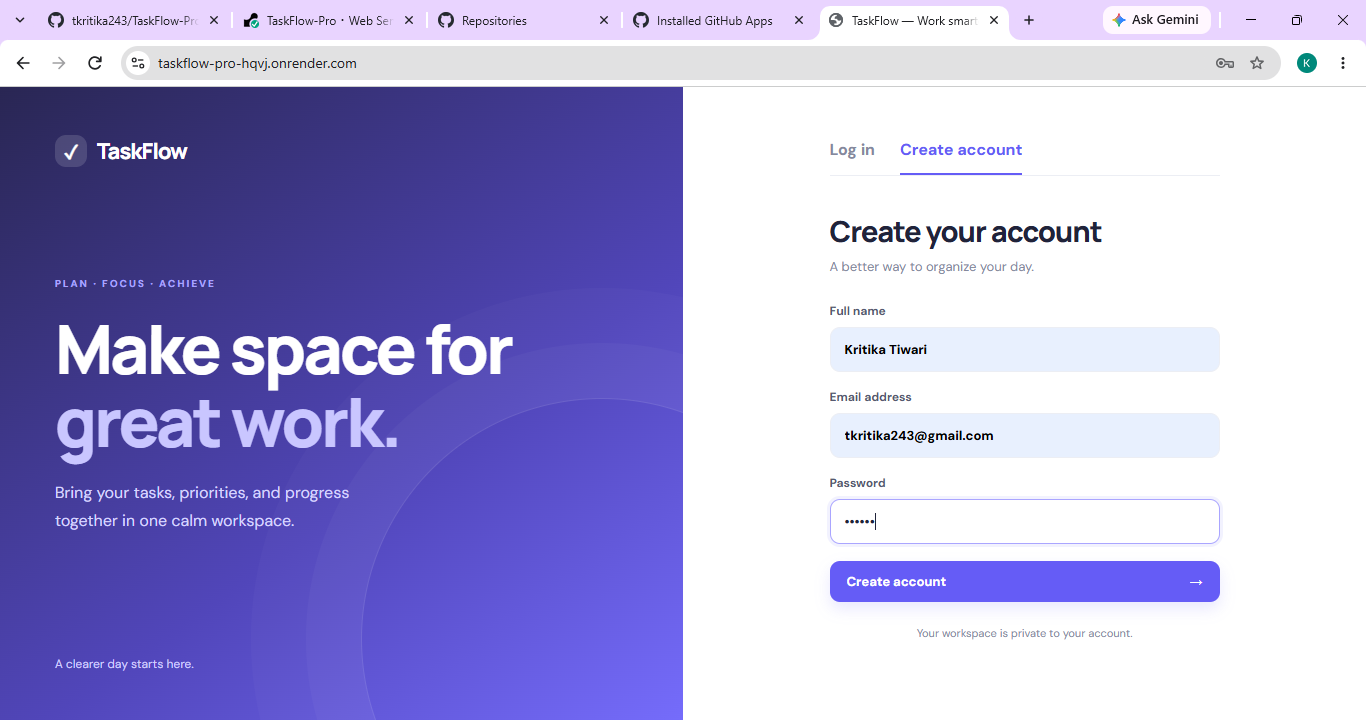 tkritika243/TaskFlow-Pro
TaskFlow-Pro · Web Ser
Repositories
Installed GitHub Apps
TaskFlow — Work smart
Ask Gemini
taskflow-pro-hqvj.onrender.com
K
TaskFlow
PLAN · FOCUS · ACHIEVE
Make space for
great work.
Bring your tasks, priorities, and progress
together in one calm workspace.
A clearer day starts here.
Log in
Create account
Create your account
A better way to organize your day.
Full name
Kritika Tiwari
Email address
tkritika243@gmail.com
Password
••••••
Create account →
Your workspace is private to your account.